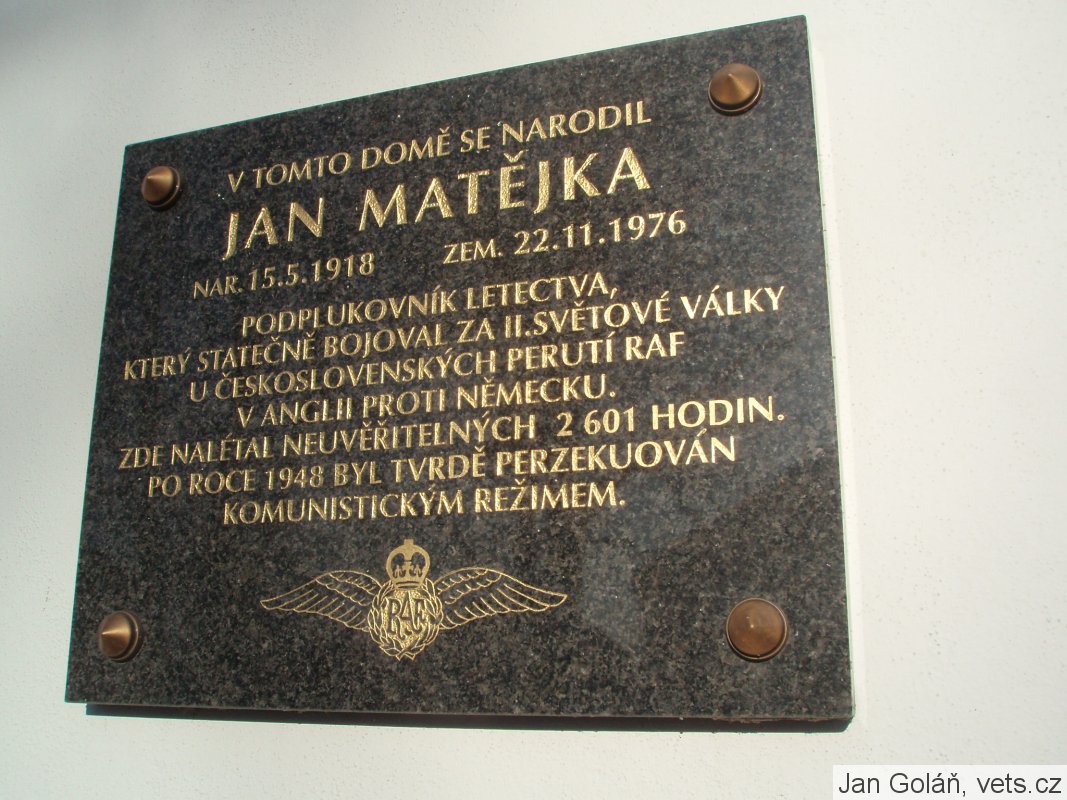 V TOMTO DOMĚ SE NARODIL
JAN MATĚJKA
NAR. 15.5.1918 ZEM. 22.11.1976
PODPLUKOVNÍK LETECTVA,
KTERÝ STATEČNĚ BOJOVAL ZA II.SVĚTOVÉ VÁLKY
U ČESKOSLOVENSKÝCH PERUTÍ RAF
V ANGLII PROTI NĚMECKU.
ZDE NALÉTAL NEUVĚŘITELNÝCH 2 601 HODIN.
PO ROCE 1948 BYL TVRDĚ PERZEKUOVÁN
KOMUNISTICKÝM REŽIMEM.
RAF
Jan Goláň, vets.cz